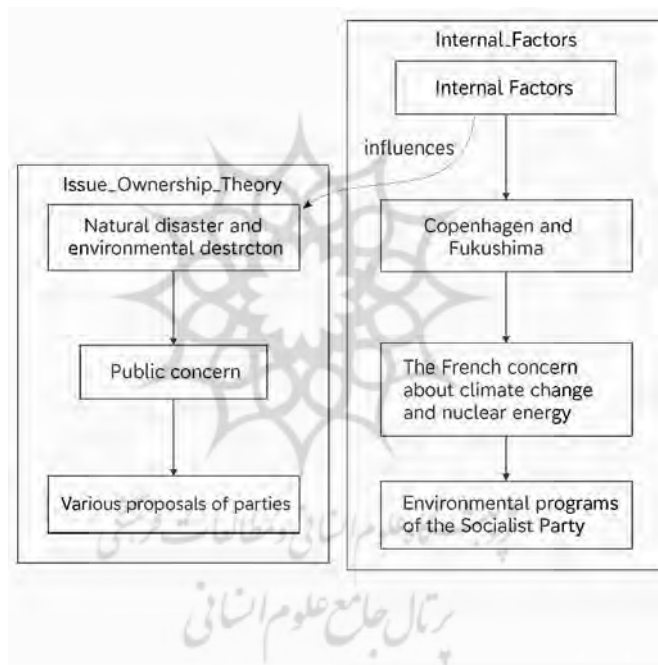 Internal_Factors
Internal Factors
influences
Issue_Ownership_Theory
Natural disaster and
environmental destrcton
Public concern
Various proposals of parties
Copenhagen and
Fukushima
The French concern
about climate change
and nuclear energy
Environmental programs
of the Socialist Party
پرتال جامع علوم انسانی